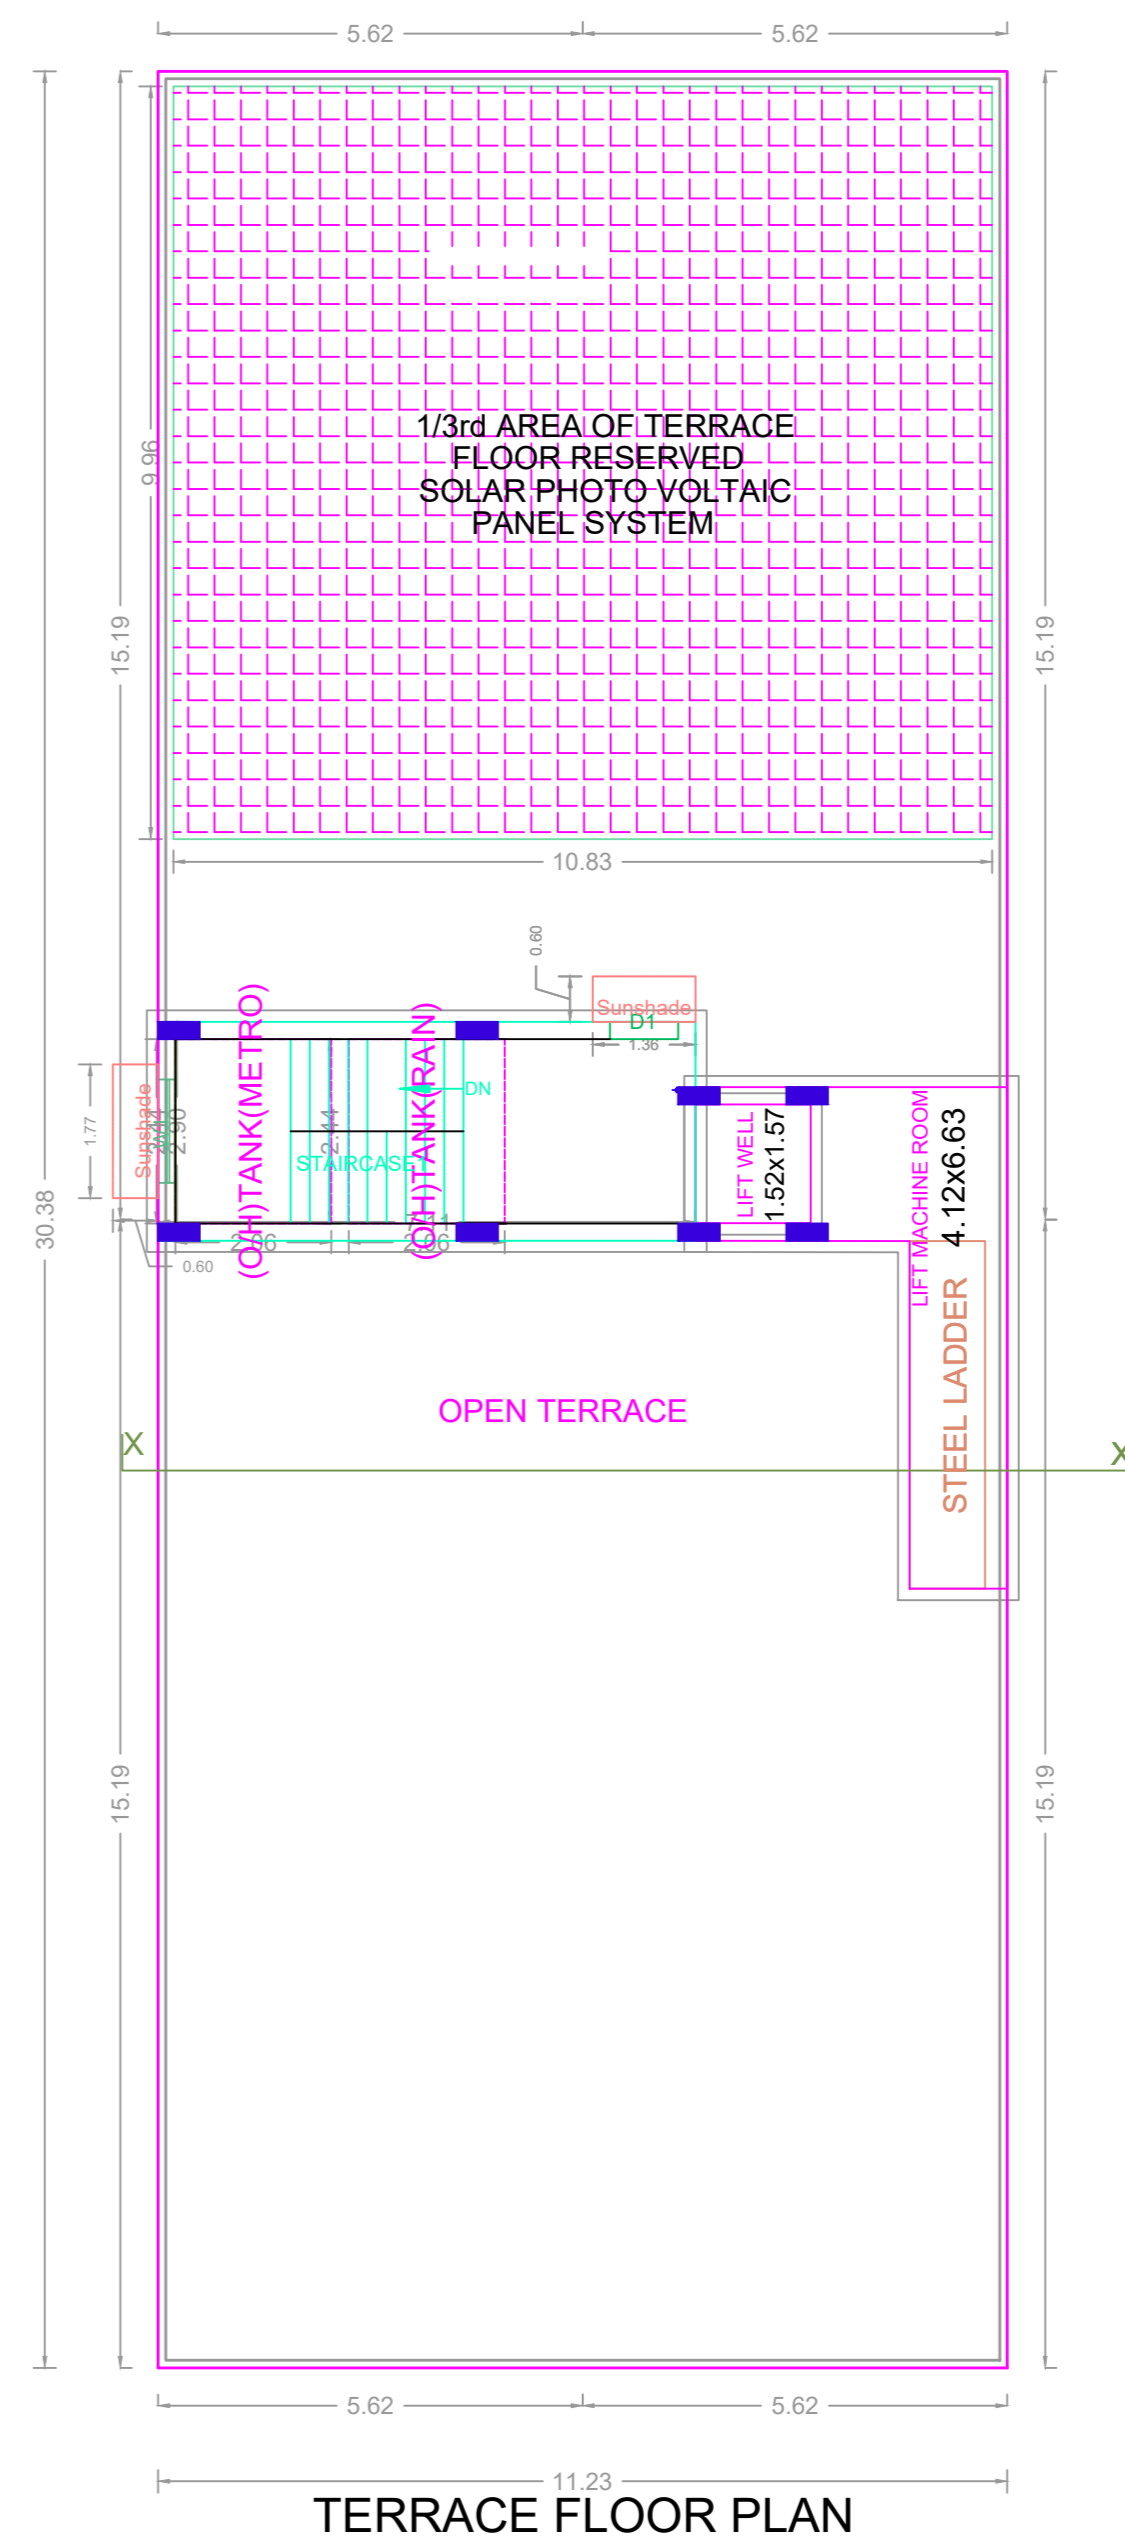 5.62
5.62
1/3rd AREA OF TERRACE
FLOOR RESERVED
SOLAR PHOTO VOLTAIC
PANEL SYSTEM
9.96
15.19
15.19
10.83
0.60
Sunshade
D1
1.36
(O/H)TANK(METRO)
(O/H)TANK(RAIN)
DN
1.77
Sunshade
2.90
2.44
STAIRCASE
LIFT WELL
1.52x1.57
LIFT MACHINE ROOM
4.12x6.63
2.06
2.06
0.60
30.38
STEEL LADDER
OPEN TERRACE
X
X
15.19
15.19
5.62
5.62
11.23
TERRACE FLOOR PLAN